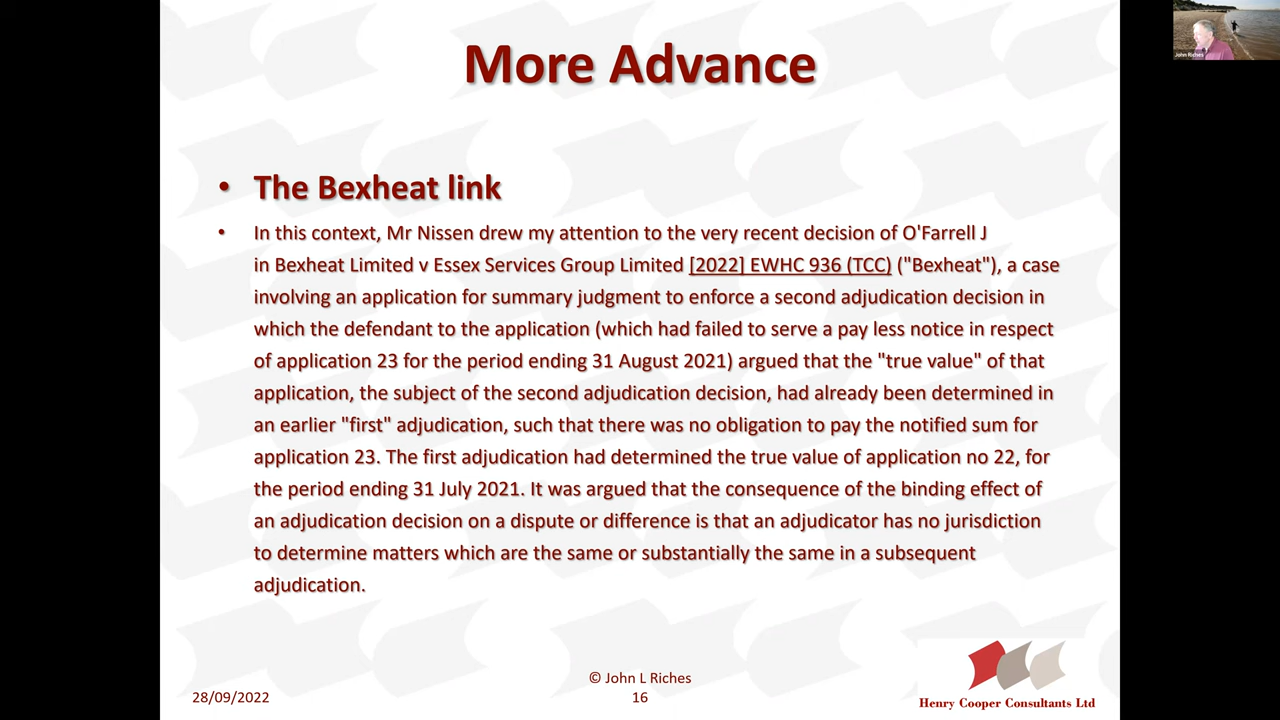 More Advance
John Riches
• The Bexheat link
• In this context, Mr Nissen drew my attention to the very recent decision of O'Farrell J
in Bexheat Limited v Essex Services Group Limited [2022] EWHC 936 (TCC) ("Bexheat"), a case
involving an application for summary judgment to enforce a second adjudication decision in
which the defendant to the application (which had failed to serve a pay less notice in respect
of application 23 for the period ending 31 August 2021) argued that the "true value" of that
application, the subject of the second adjudication decision, had already been determined in
an earlier "first" adjudication, such that there was no obligation to pay the notified sum for
application 23. The first adjudication had determined the true value of application no 22, for
the period ending 31 July 2021. It was argued that the consequence of the binding effect of
an adjudication decision on a dispute or difference is that an adjudicator has no jurisdiction
to determine matters which are the same or substantially the same in a subsequent
adjudication.
© John L Riches
28/09/2022
16
Henry Cooper Consultants Ltd